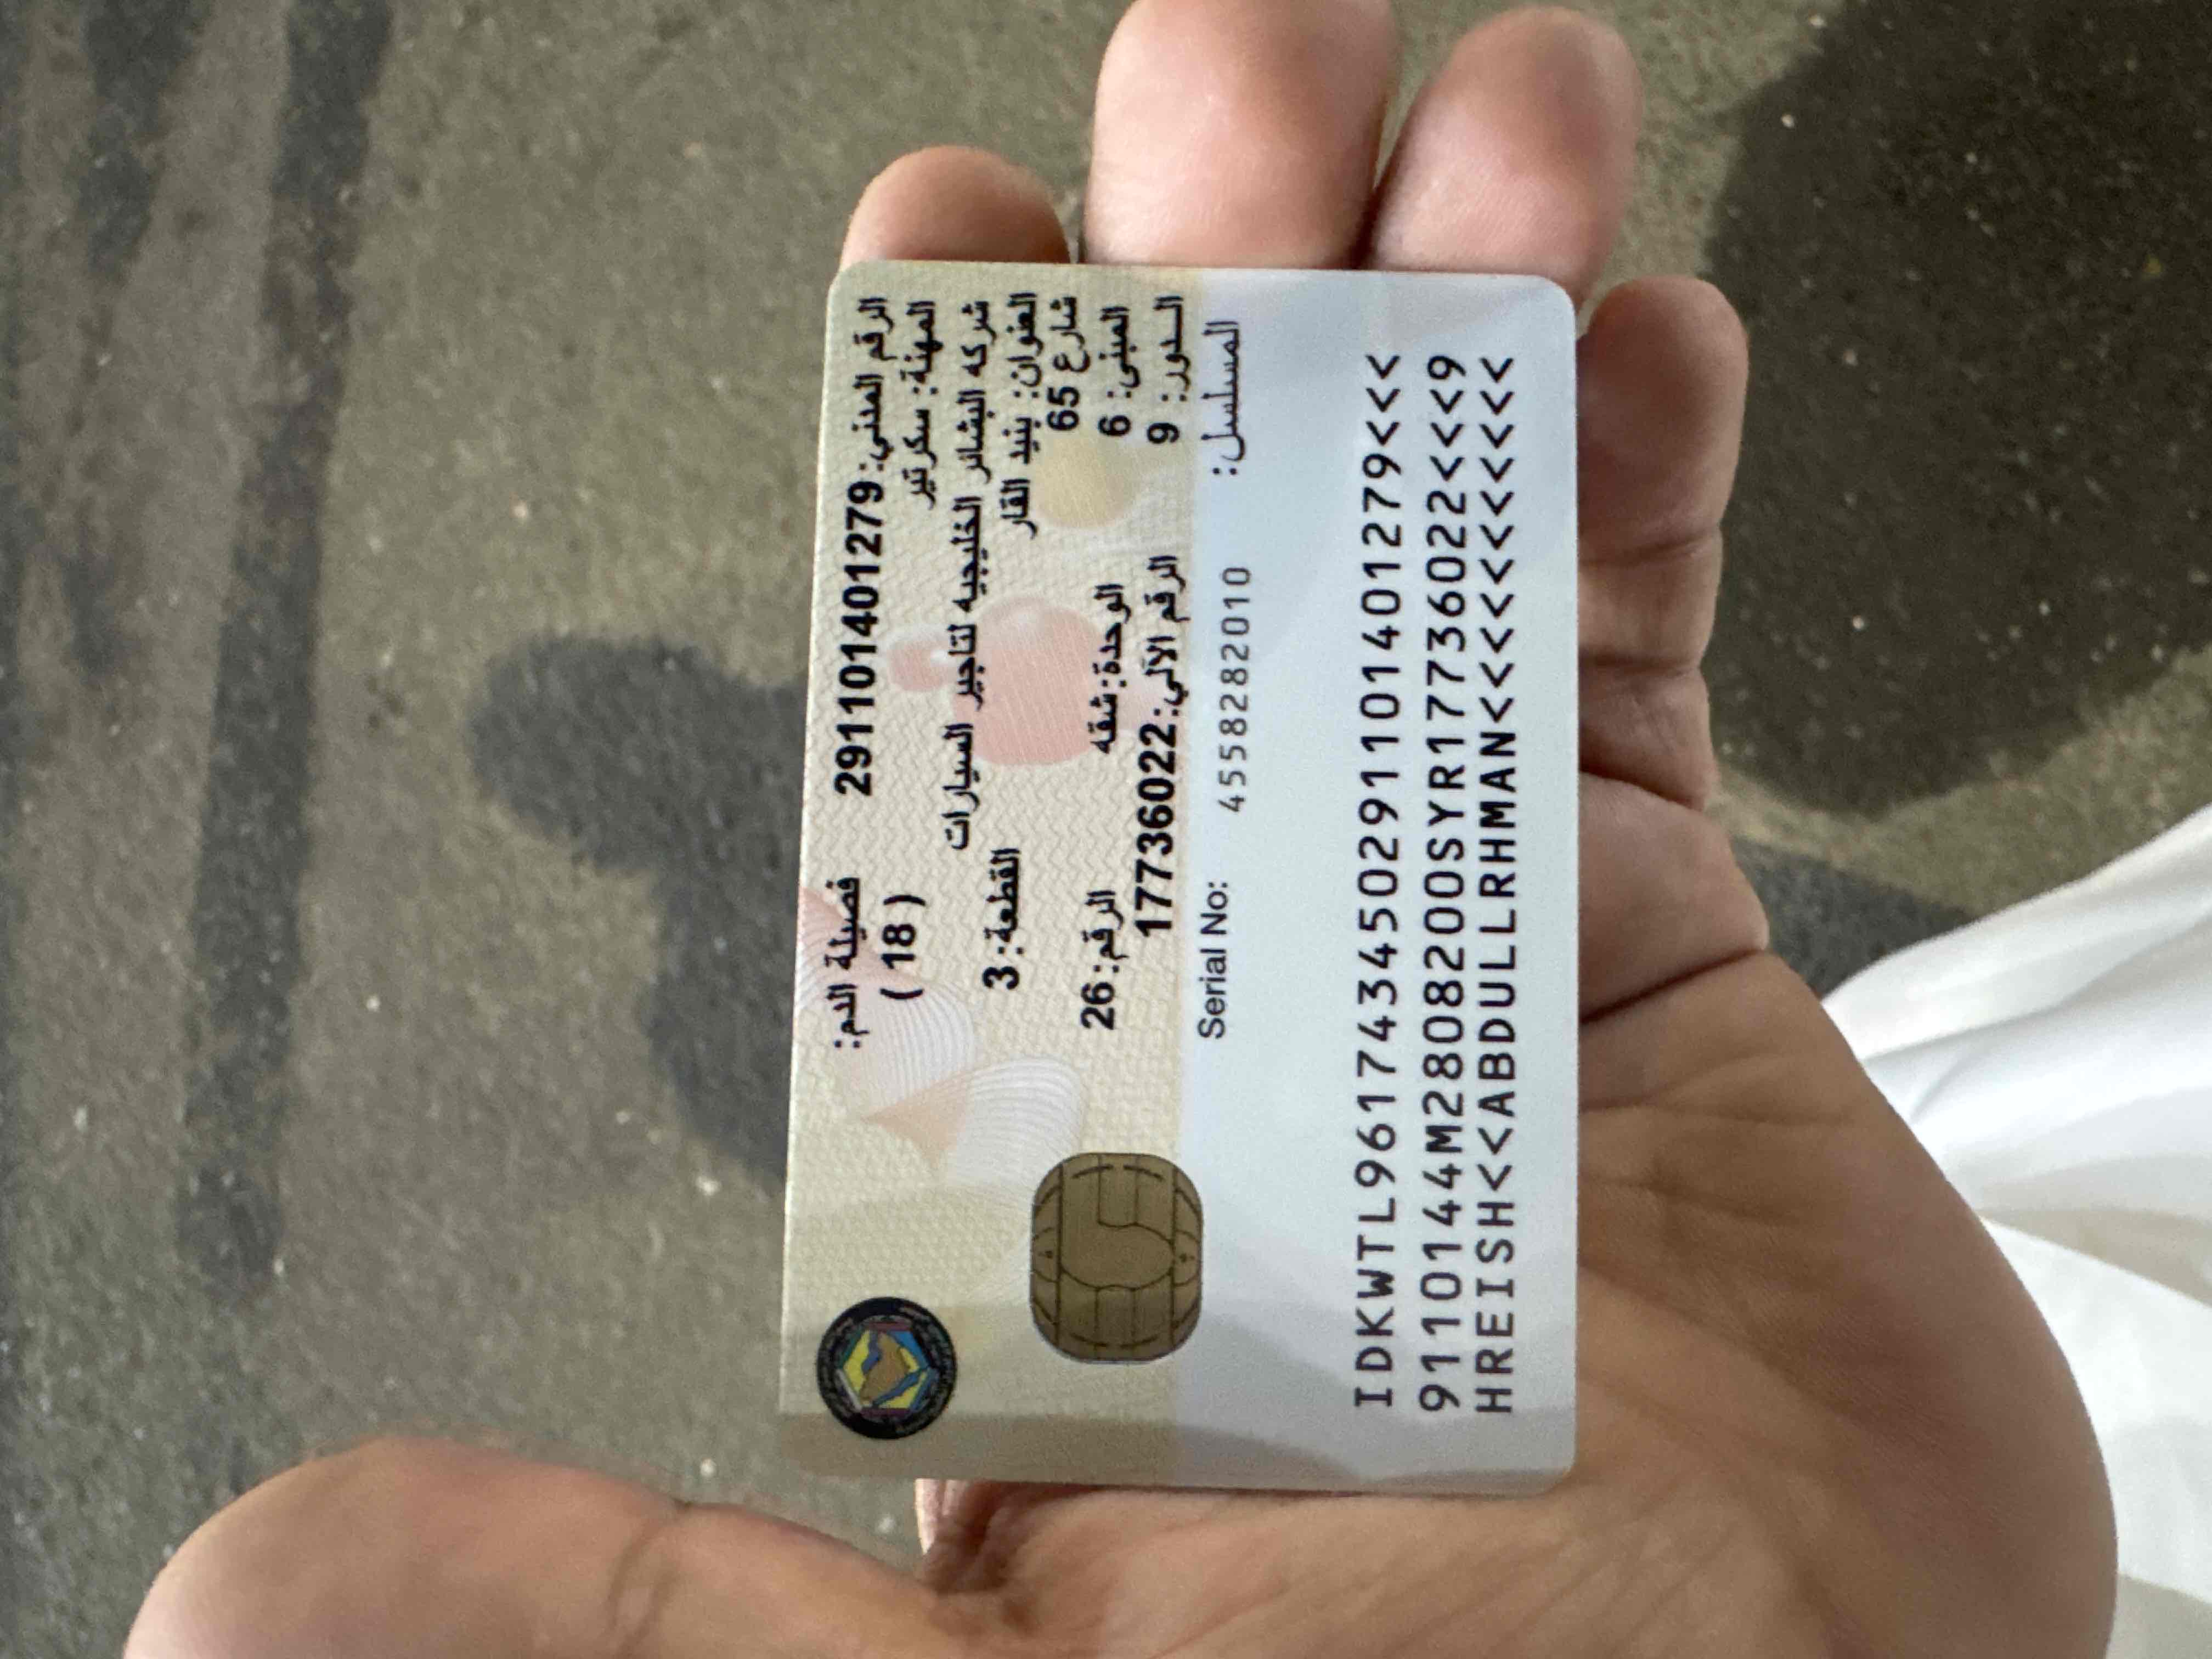 الرقم المدني: 291101401279 فصيلة الدم:
المهنة: سكرتير (18)
شركه البشائر الخليجيه لتاجير السيارات
العنوان: بنيد القار القطعة: 3
شارع 65
المبنى: 6 الوحدة: شقه الرقم: 26
الــدور: 9 الرقم الآلي: 17736022
Serial No: 4558282010 المسلسل:
IDKWTL961743450291101401279<<<
9110144M2808200SYR17736022<<<9
HREISH<<ABDULLRHMAN<<<<<<<<<<<